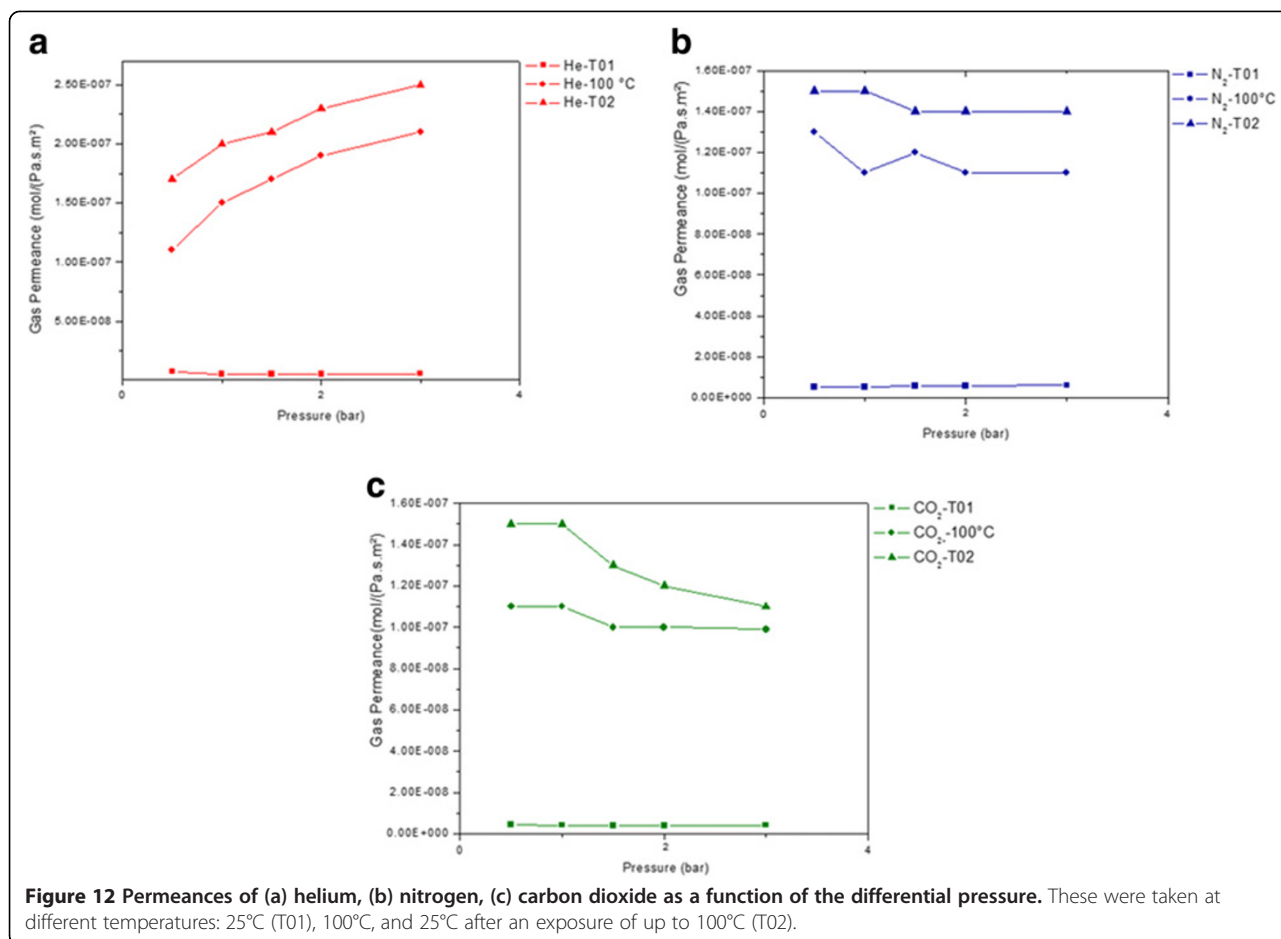 a
He-T01
He-100 °C
He-T02
2.50E-007
2.00E-007
1.50E-007
1.00E-007
5.00E-008
0
2
4
Gas Permeance (mol/(Pa.s.m²)
Pressure (bar)
b
N₂-T01
N₂-100°C
N₂-T02
1.60E-007
1.40E-007
1.20E-007
1.00E-007
8.00E-008
6.00E-008
4.00E-008
2.00E-008
0.00E+000
0
2
4
Gas Permeance (mol/(Pa.s.m²)
Pressure (bar)
c
CO₂-T01
CO₂-100°C
CO₂-T02
1.60E-007
1.40E-007
1.20E-007
1.00E-007
8.00E-008
6.00E-008
4.00E-008
2.00E-008
0.00E+000
0
2
4
Gas Permeance(mol/(Pa.s.m²)
Pressure (bar)
Figure 12 Permeances of (a) helium, (b) nitrogen, (c) carbon dioxide as a function of the differential pressure. These were taken at
different temperatures: 25°C (T01), 100°C, and 25°C after an exposure of up to 100°C (T02).